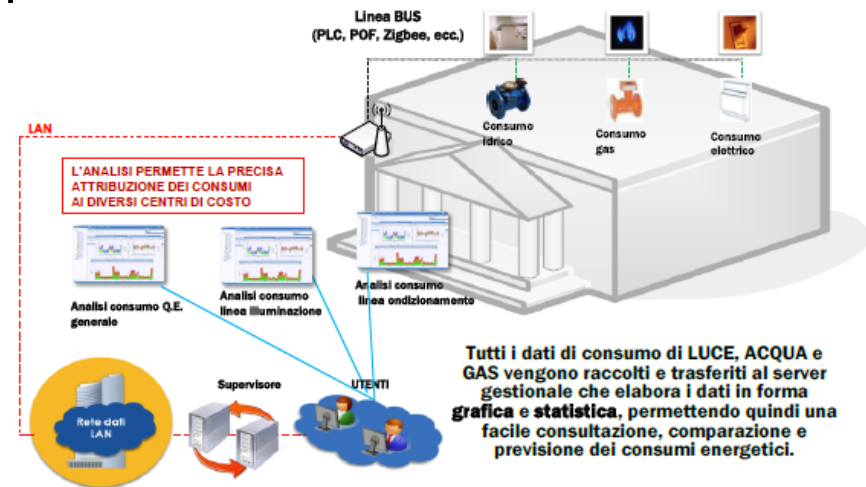 Linea BUS
(PLC, POF, Zigbee, ecc.)
LAN
Consumo
idrico
Consumo
gas
Consumo
elettrico
L'ANALISI PERMETTE LA PRECISA
ATTRIBUZIONE DEI CONSUMI
AI DIVERSI CENTRI DI COSTO
Analisi consumo Q.E.
generale
Analisi consumo
linea illuminazione
Analisi consumo
linea ondizionamento
Supervisore
UTENTI
Rete dati
LAN
Tutti i dati di consumo di LUCE, ACQUA e
GAS vengono raccolti e trasferiti al server
gestionale che elabora i dati in forma
grafica e statistica, permettendo quindi una
facile consultazione, comparazione e
previsione dei consumi energetici.